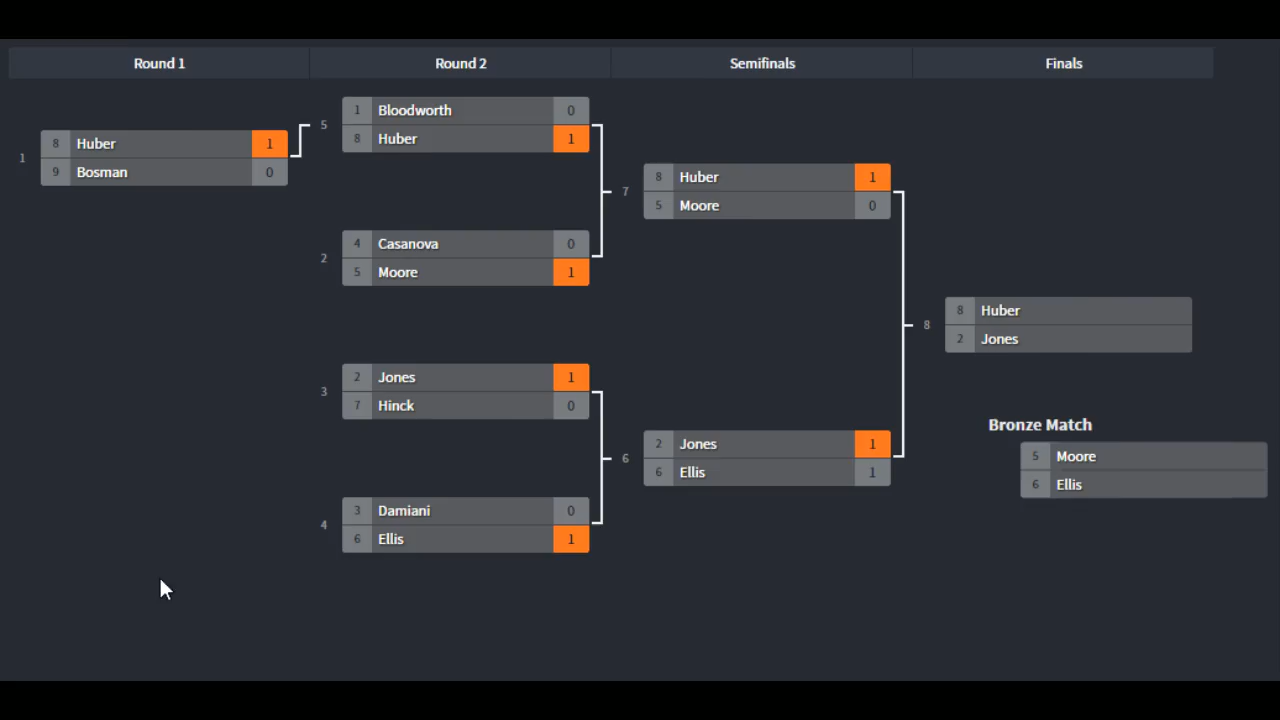 Round 1 Round 2 Semifinals Finals
1
8 Huber 1
9 Bosman 0
5
1 Bloodworth 0
8 Huber 1
2
4 Casanova 0
5 Moore 1
3
2 Jones 1
7 Hinck 0
4
3 Damiani 0
6 Ellis 1
7
8 Huber 1
5 Moore 0
6
2 Jones 1
6 Ellis 1
8
8 Huber
2 Jones
Bronze Match
5 Moore
6 Ellis